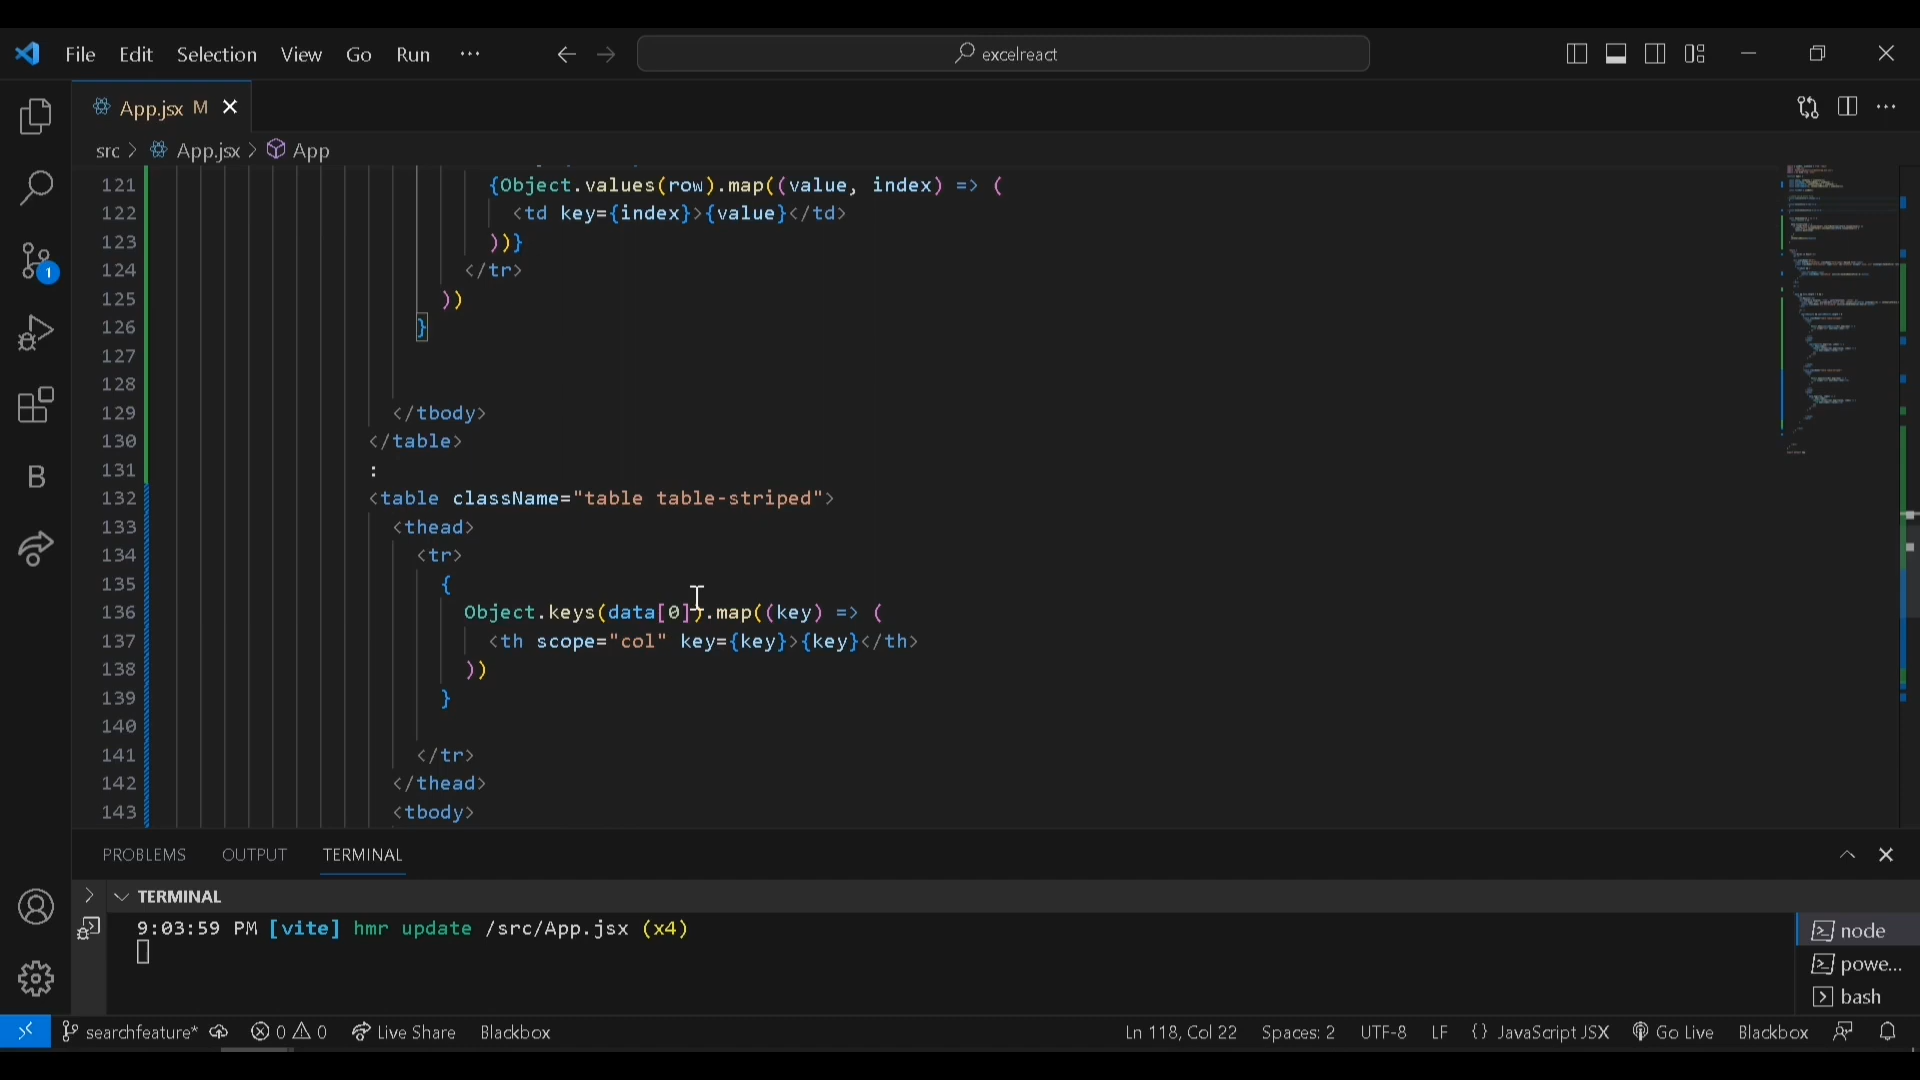 File Edit Selection View Go Run ··· excelreact
App.jsx M
src > App.jsx > App
121 {Object.values(row).map((value, index) => (
122 <td key={index}>{value}</td>
123 ))}
124 </tr>
125 ))
126 }
127
128
129 </tbody>
130 </table>
131 :
132 <table className="table table-striped">
133 <thead>
134 <tr>
135 {
136 Object.keys(data[0]).map((key) => (
137 <th scope="col" key={key}>{key}</th>
138 ))
139 }
140
141 </tr>
142 </thead>
143 <tbody>
PROBLEMS OUTPUT TERMINAL
TERMINAL
9:03:59 PM [vite] hmr update /src/App.jsx (x4)
node
powe...
bash
1
B
searchfeature* 0 0 Live Share Blackbox Ln 118, Col 22 Spaces: 2 UTF-8 LF {} JavaScript JSX Go Live Blackbox